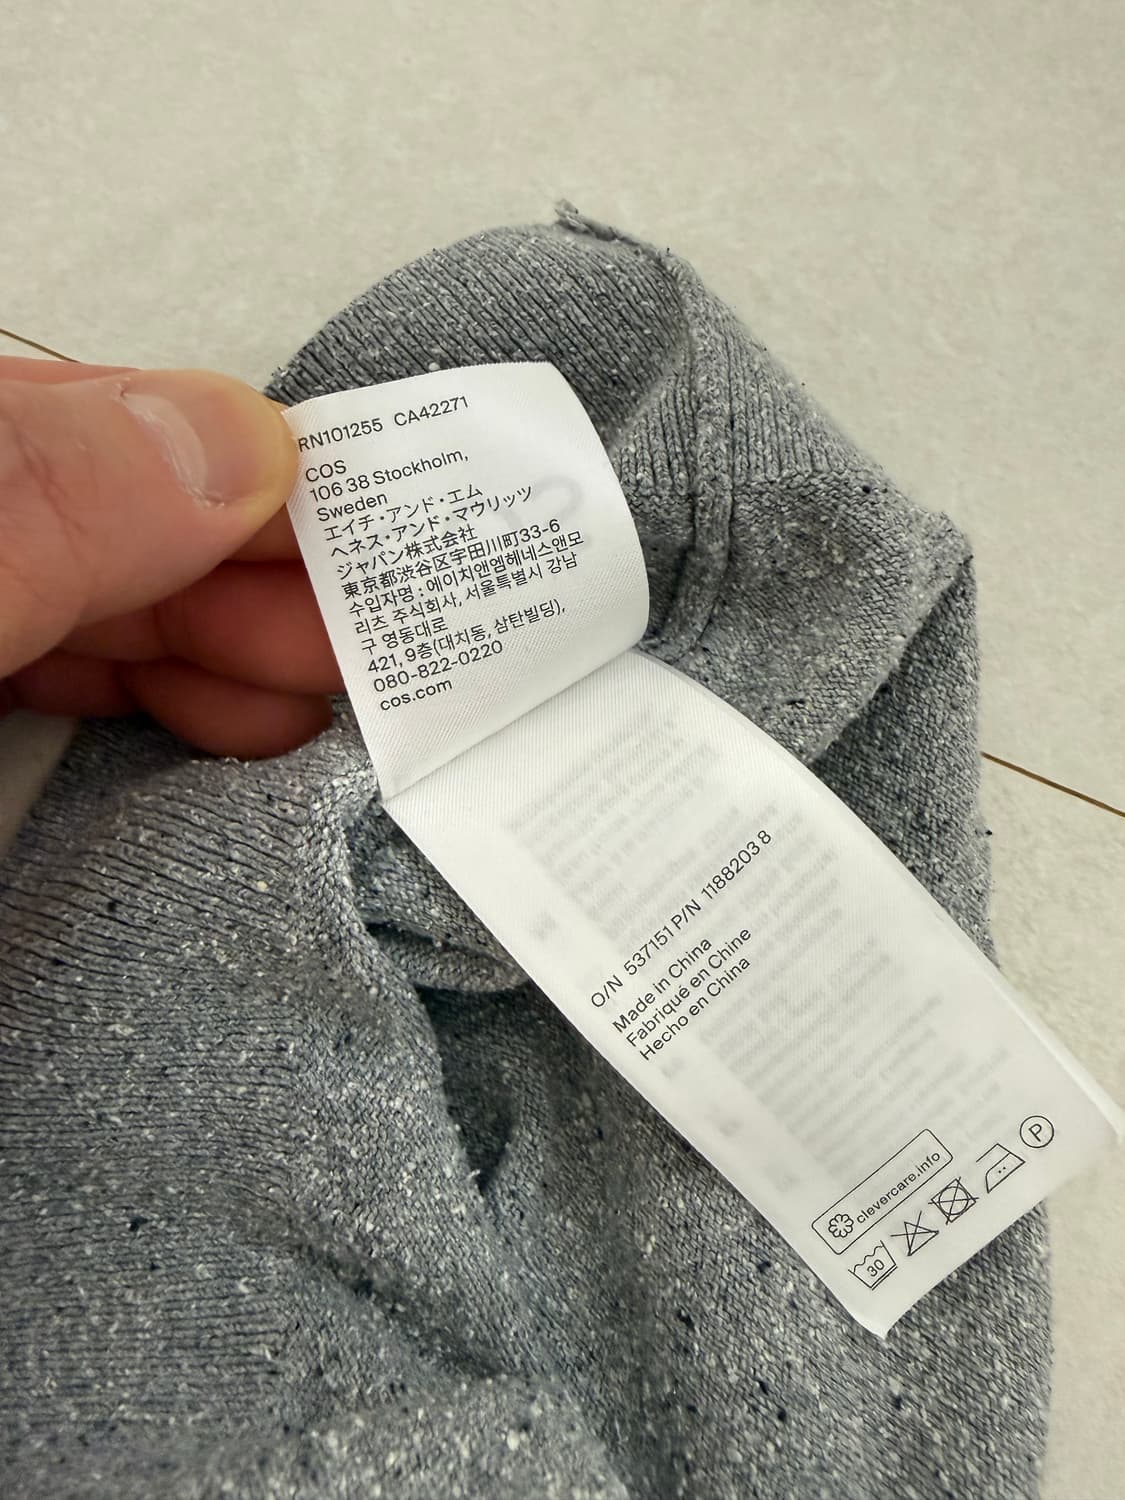 RN101255 CA42271
COS
106 38 Stockholm,
Sweden
エイチ・アンド・エム
ヘネス・アンド・マウリッツ
ジャパン株式会社
東京都渋谷区宇田川町33-6
수입자명 : 에이치앤엠헤네스앤모
리츠 주식회사, 서울특별시 강남
구 영동대로
421, 9층(대치동, 삼탄빌딩),
080-822-0220
cos.com
O/N 537151 P/N 1188203 8
Made in China
Fabriqué en Chine
Hecho en China
clevercare.info
30
P